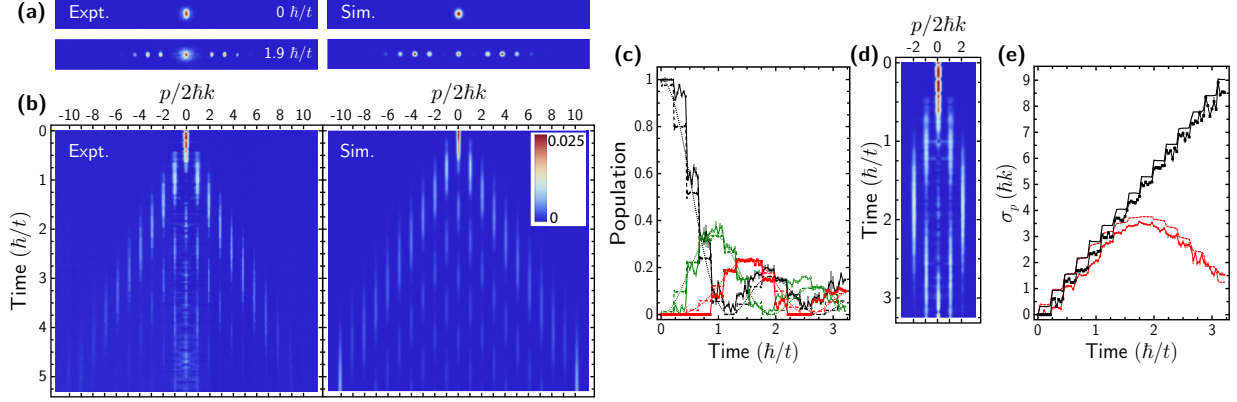 (a)
Expt.
0 ℏ/t
Sim.
1.9 ℏ/t
(b)
p/2ℏk
p/2ℏk
-10 -8 -6 -4 -2 0 2 4 6 8 10
-10 -8 -6 -4 -2 0 2 4 6 8 10
Expt.
Sim.
0.025
0
0
1
2
3
4
5
Time (ℏ/t)
(c)
1
0.8
0.6
0.4
0.2
0
Population
0 1 2 3
Time (ℏ/t)
(d)
p/2ℏk
-2 0 2
0
1
2
3
Time (ℏ/t)
(e)
9
8
7
6
5
4
3
2
1
0
σp (ℏk)
0 1 2 3
Time (ℏ/t)